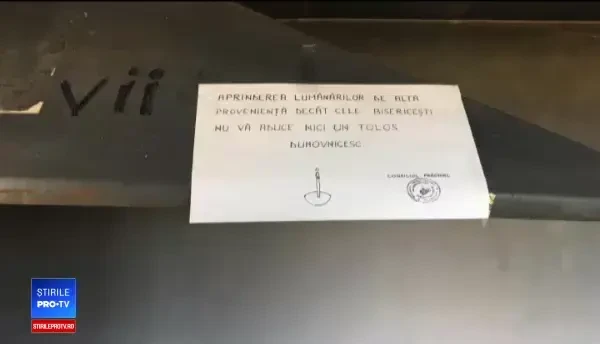 vii
APRINDEREA LUMÂNĂRILOR DE ALTĂ
PROVENIENȚĂ DECÂT CELE BISERICEȘTI
NU VĂ ADUCE NICI UN FOLOS
DUHOVNICESC
CONSILIUL PAROHIAL
ȘTIRILE
PRO•TV
STIRILEPROTV.RO